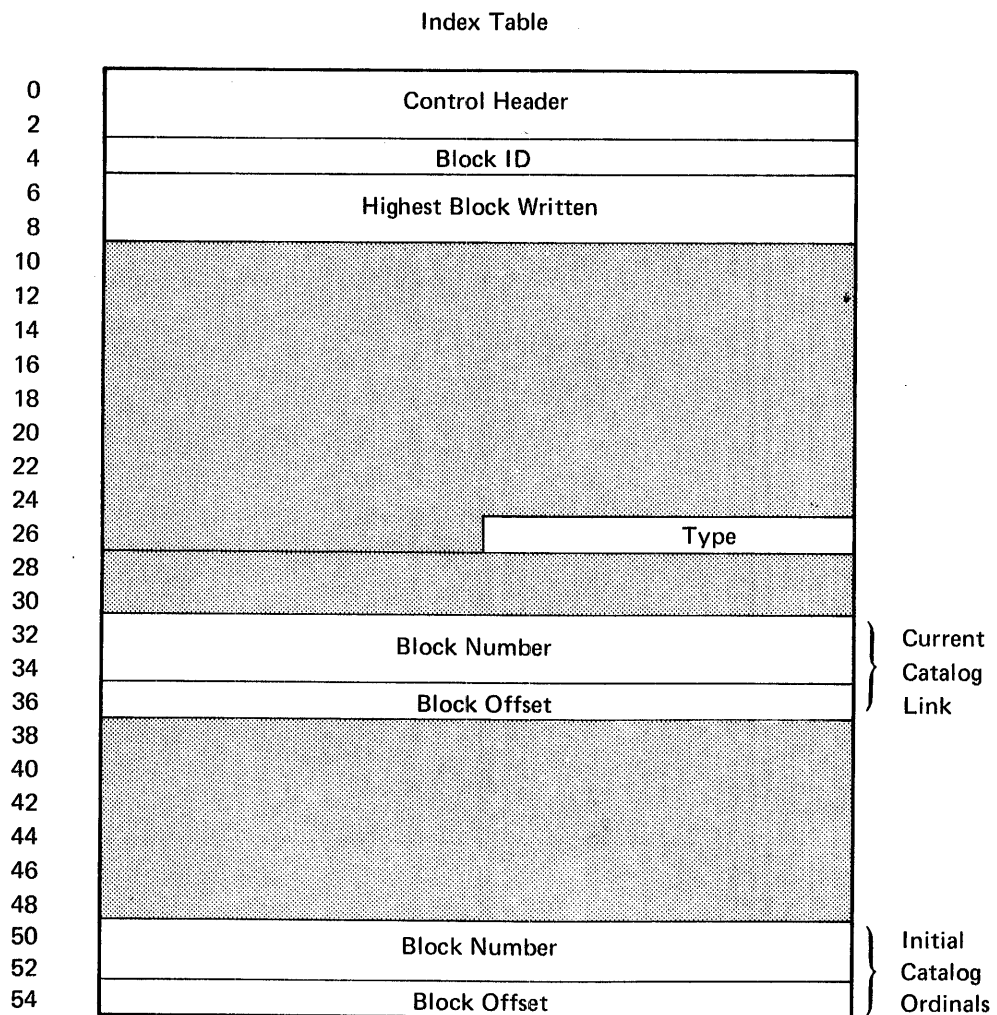 Index Table
0
Control Header
2
4
Block ID
6
Highest Block Written
8
10
12
14
16
18
20
22
24
26
Type
28
30
32
Block Number
34
36
Block Offset
Current
Catalog
Link
38
40
42
44
46
48
50
Block Number
52
54
Block Offset
Initial
Catalog
Ordinals